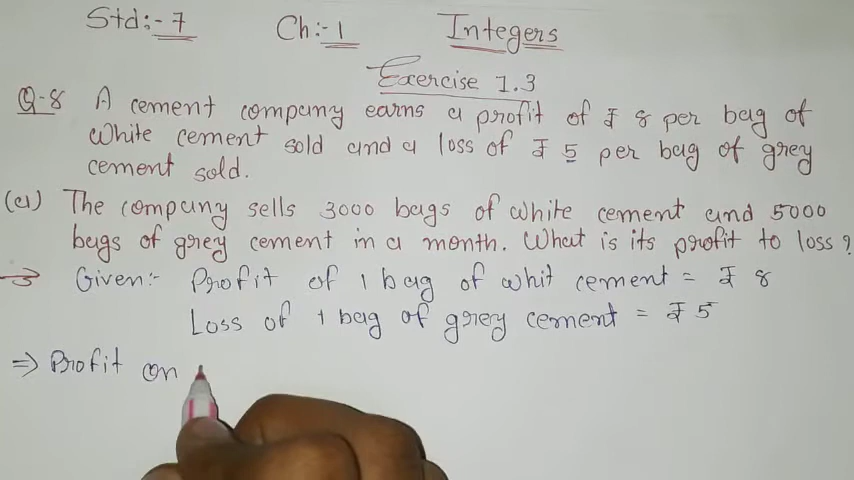 Std:- 7 Ch:- 1 Integers
Exercise 1.3
Q-8 A cement company earns a profit of ₹ 8 per bag of
white cement sold and a loss of ₹ 5 per bag of grey
cement sold.
(a) The company sells 3000 bags of white cement and 5000
bags of grey cement in a month. What is its profit to loss?
→ Given:- Profit of 1 bag of whit cement = ₹ 8
Loss of 1 bag of grey cement = ₹ 5
⇒ Profit on